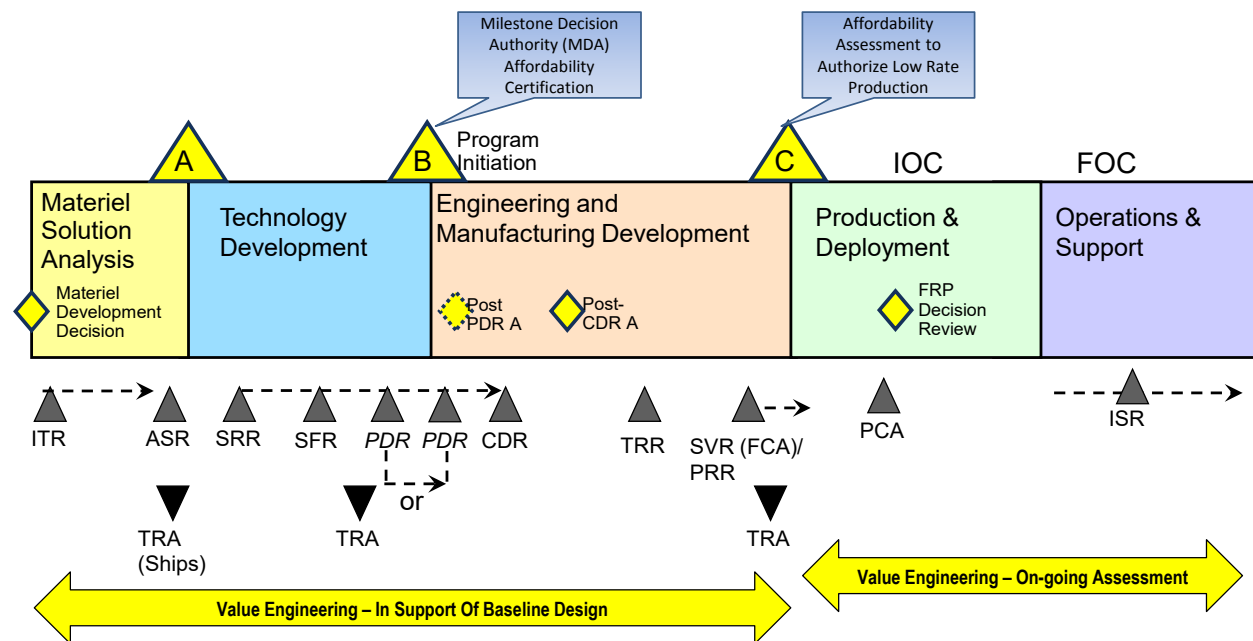 Milestone Decision
Authority (MDA)
Affordability
Certification
Affordability
Assessment to
Authorize Low Rate
Production
A
B
Program
Initiation
C
IOC
FOC
Materiel
Solution
Analysis
Technology
Development
Engineering and
Manufacturing Development
Production &
Deployment
Operations &
Support
Materiel
Development
Decision
Post
PDR A
Post-
CDR A
FRP
Decision
Review
ITR
ASR
SRR
SFR
PDR
PDR
CDR
TRR
SVR (FCA)/
PRR
PCA
ISR
or
TRA
(Ships)
TRA
TRA
Value Engineering – On-going Assessment
Value Engineering – In Support Of Baseline Design